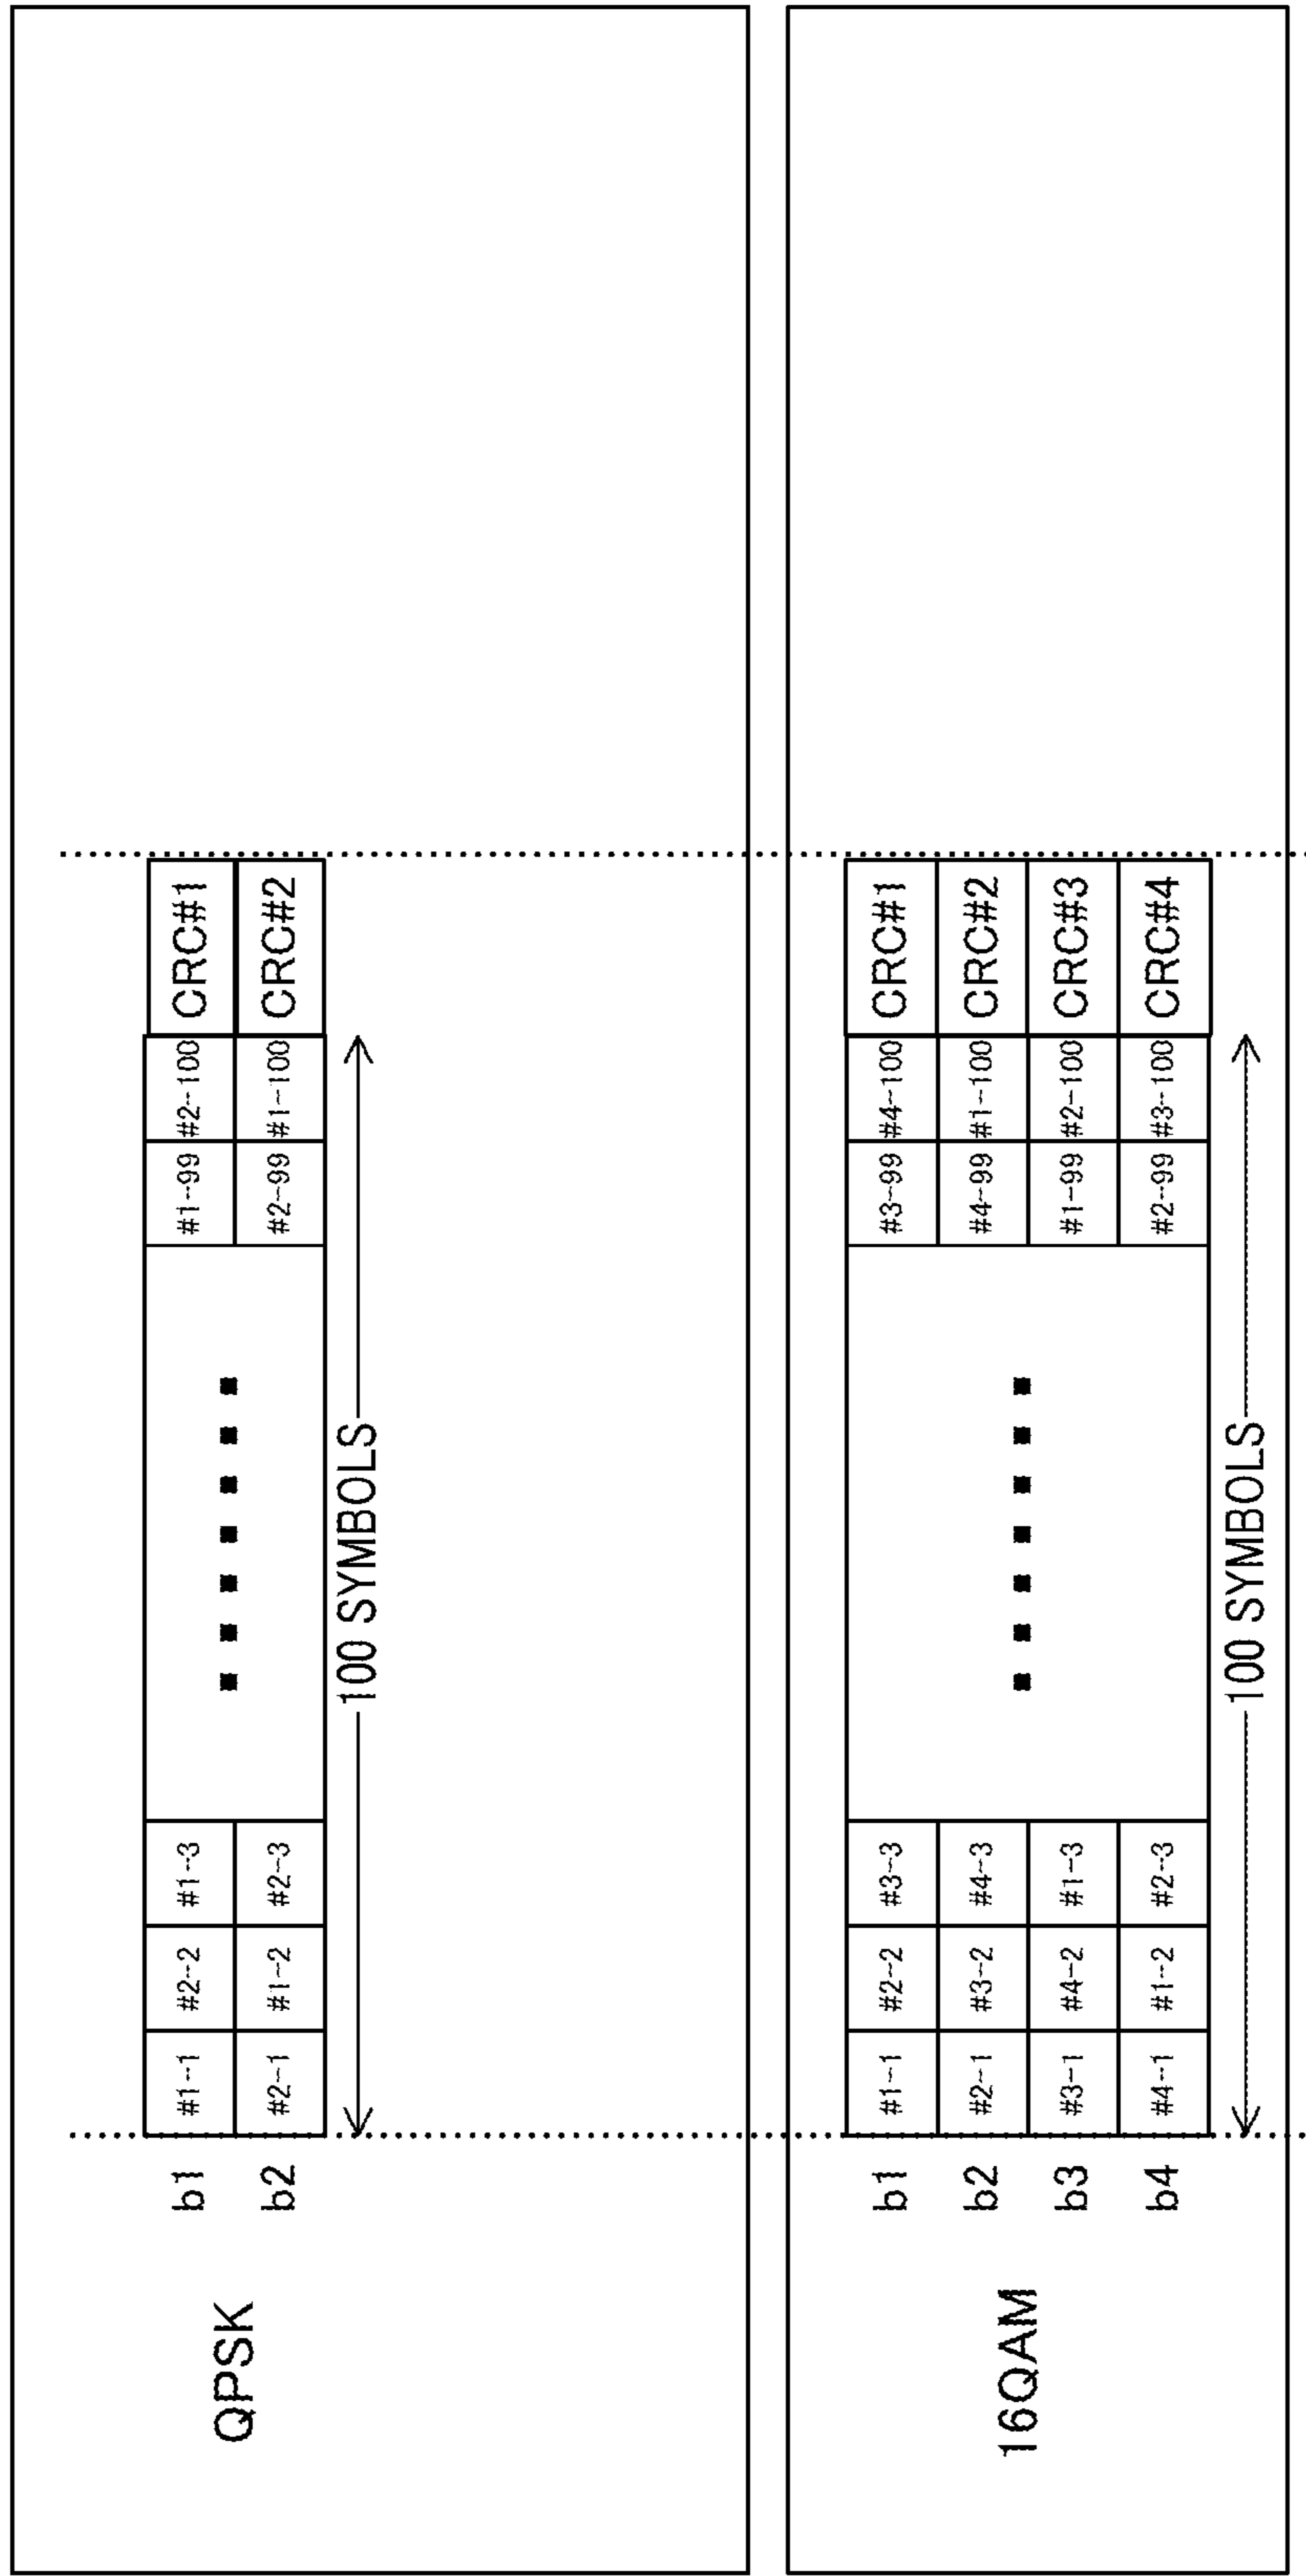 QPSK
b1 #1-1 #2-2 #1-3 #1-99 #2-100 CRC#1
b2 #2-1 #1-2 #2-3 #2-99 #1-100 CRC#2
100 SYMBOLS
16QAM
b1 #1-1 #2-2 #3-3 #3-99 #4-100 CRC#1
b2 #2-1 #3-2 #4-3 #4-99 #1-100 CRC#2
b3 #3-1 #4-2 #1-3 #1-99 #2-100 CRC#3
b4 #4-1 #1-2 #2-3 #2-99 #3-100 CRC#4
100 SYMBOLS